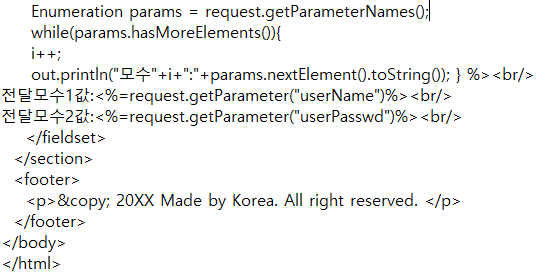 Enumeration params = request.getParameterNames();
while(params.hasMoreElements()){
i++;
out.println("모수"+i+":"+params.nextElement().toString()); } %><br/>
전달모수1값:<%=request.getParameter("userName")%><br/>
전달모수2값:<%=request.getParameter("userPasswd")%><br/>
</fieldset>
</section>
<footer>
<p>&copy; 20XX Made by Korea. All right reserved. </p>
</footer>
</body>
</html>